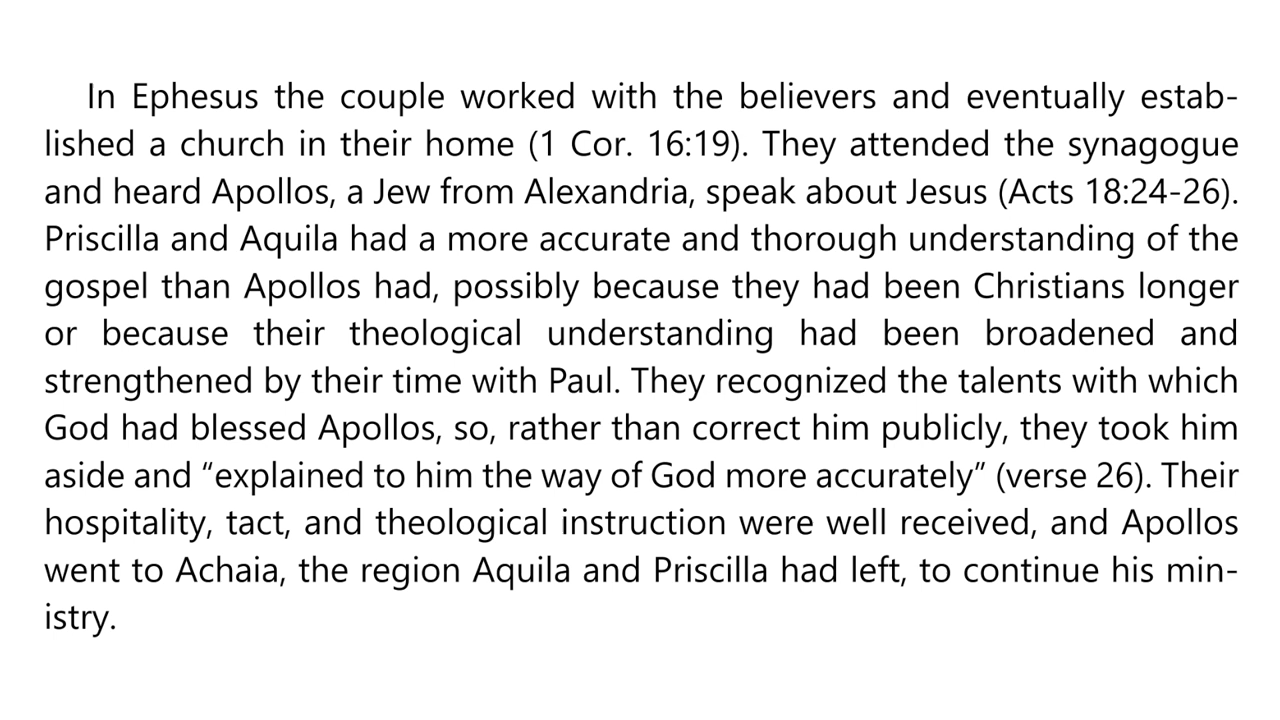 In Ephesus the couple worked with the believers and eventually estab-
lished a church in their home (1 Cor. 16:19). They attended the synagogue
and heard Apollos, a Jew from Alexandria, speak about Jesus (Acts 18:24-26).
Priscilla and Aquila had a more accurate and thorough understanding of the
gospel than Apollos had, possibly because they had been Christians longer
or because their theological understanding had been broadened and
strengthened by their time with Paul. They recognized the talents with which
God had blessed Apollos, so, rather than correct him publicly, they took him
aside and “explained to him the way of God more accurately” (verse 26). Their
hospitality, tact, and theological instruction were well received, and Apollos
went to Achaia, the region Aquila and Priscilla had left, to continue his min-
istry.